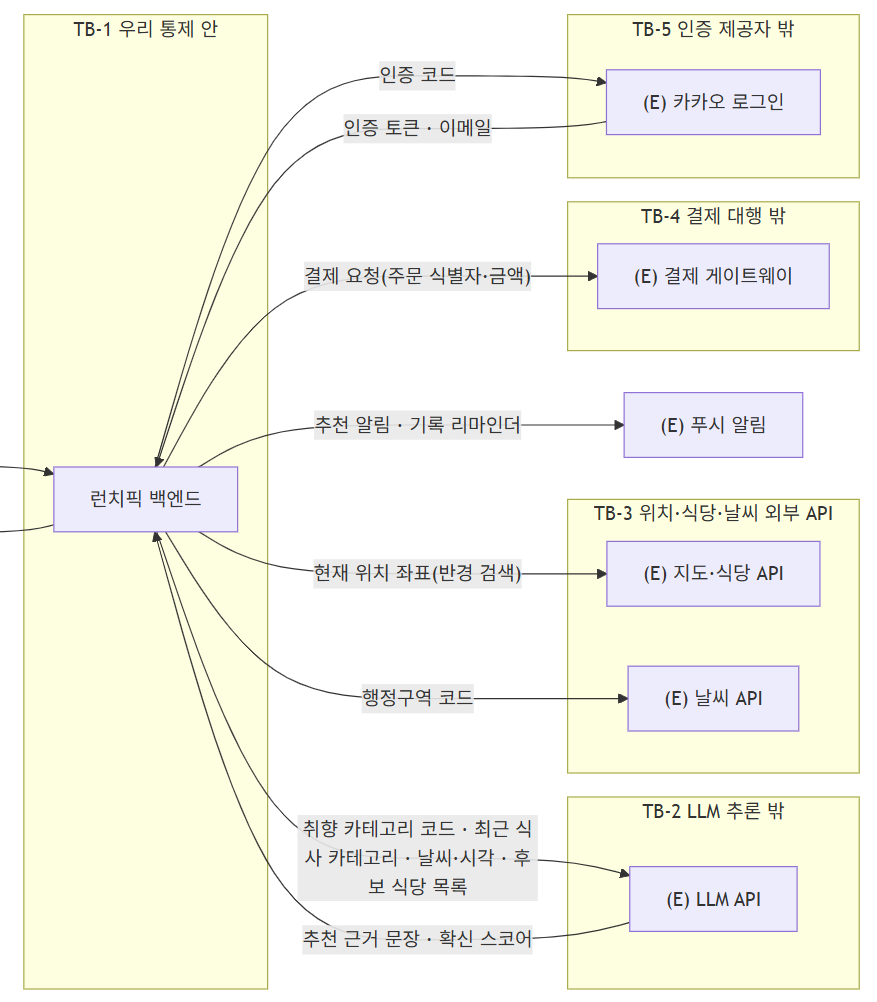 TB-1 우리 통제 안
TB-5 인증 제공자 밖
인증 코드
(E) 카카오 로그인
인증 토큰 · 이메일
TB-4 결제 대행 밖
결제 요청(주문 식별자·금액)
(E) 결제 게이트웨이
추천 알림 · 기록 리마인더
(E) 푸시 알림
런치픽 백엔드
TB-3 위치·식당·날씨 외부 API
현재 위치 좌표(반경 검색)
(E) 지도·식당 API
행정구역 코드
(E) 날씨 API
TB-2 LLM 추론 밖
취향 카테고리 코드 · 최근 식
사 카테고리 · 날씨·시각 · 후
보 식당 목록
(E) LLM API
추천 근거 문장 · 확신 스코어